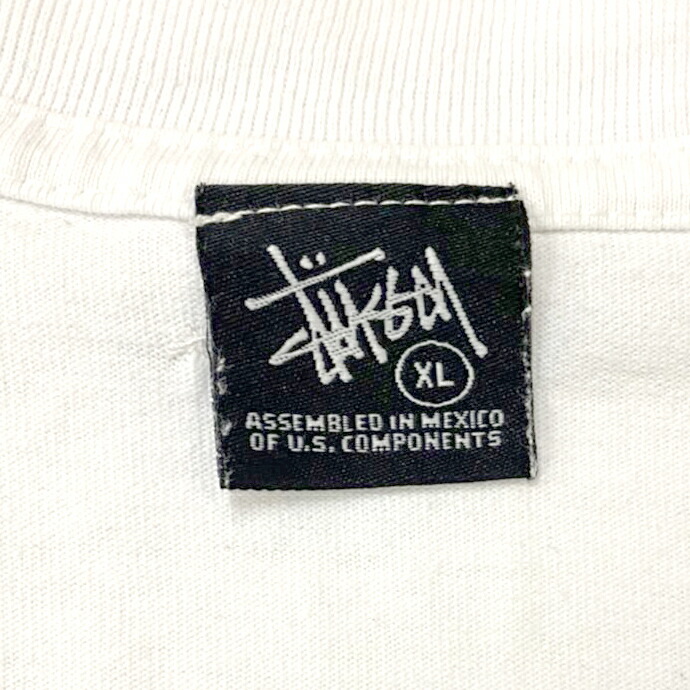 Stüssy
XL
ASSEMBLED IN MEXICO
OF U.S. COMPONENTS